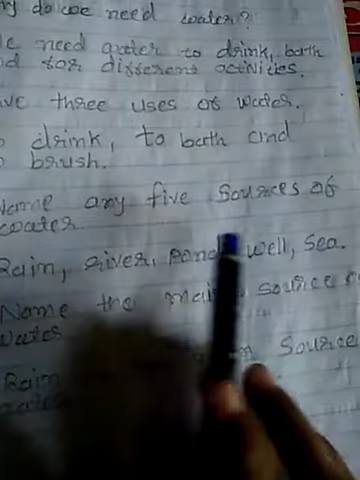 do we need water?
need water to drink, bath
for different activities.
three uses of water.
drink, to bath and
brush.
Name any five Sources of
water.
Rain, river, pond well, sea.
Name the main source
water
Source
Rain